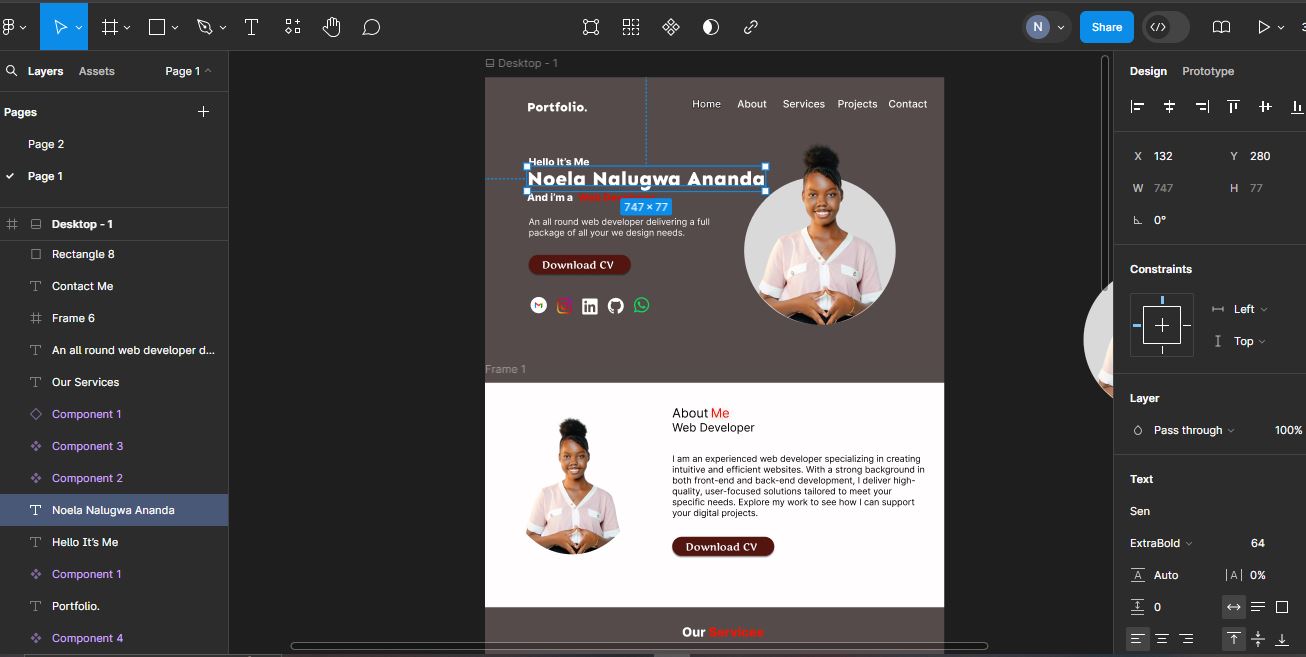 N
Share
3
Layers
Assets
Page 1
Pages
Page 2
Page 1
Desktop - 1
Rectangle 8
Contact Me
Frame 6
An all round web developer d...
Our Services
Component 1
Component 3
Component 2
Noela Nalugwa Ananda
Hello It's Me
Component 1
Portfolio.
Component 4
Desktop - 1
Portfolio.
Home
About
Services
Projects
Contact
Hello It's Me
Noela Nalugwa Ananda
And i'm a
747 × 77
An all round web developer delivering a full
package of all your we design needs.
Download CV
M
in
Frame 1
About Me
Web Developer
I am an experienced web developer specializing in creating
intuitive and efficient websites. With a strong background in
both front-end and back-end development, I deliver high-
quality, user-focused solutions tailored to meet your
specific needs. Explore my work to see how I can support
your digital projects.
Download CV
Our Services
Design
Prototype
X 132
Y 280
W 747
H 77
0°
Constraints
Left
Top
Layer
Pass through
100%
Text
Sen
ExtraBold
64
A Auto
|A| 0%
0